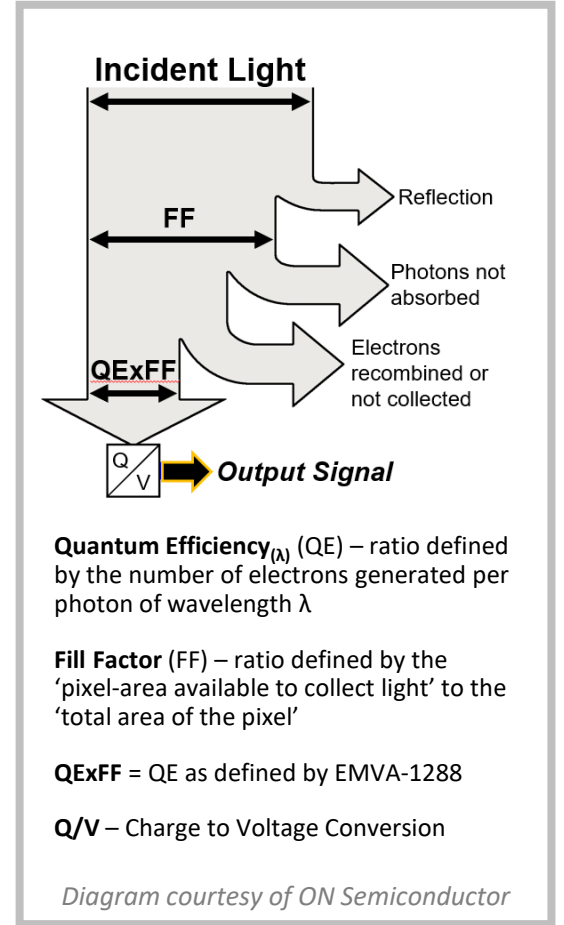 Incident Light
FF
Reflection
Photons not
absorbed
QExFF
Electrons
recombined or
not collected
Q
V
Output Signal
Quantum Efficiency(λ) (QE) – ratio defined
by the number of electrons generated per
photon of wavelength λ
Fill Factor (FF) – ratio defined by the
‘pixel-area available to collect light’ to the
‘total area of the pixel’
QExFF = QE as defined by EMVA-1288
Q/V – Charge to Voltage Conversion
Diagram courtesy of ON Semiconductor